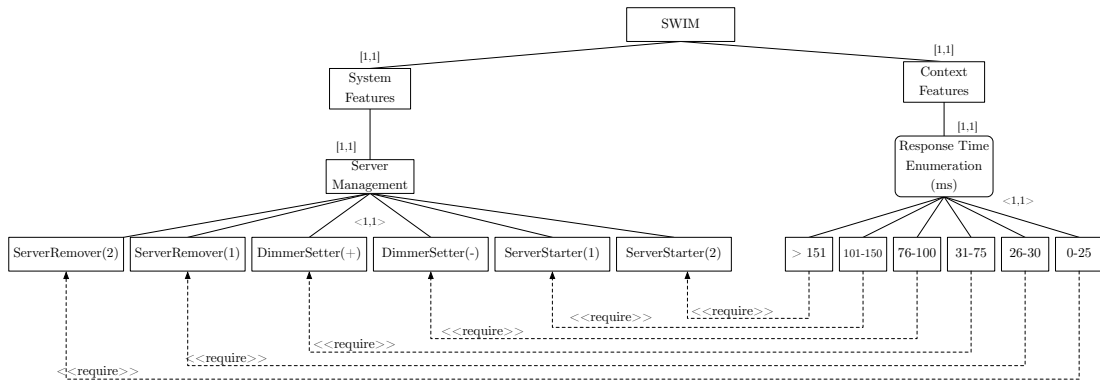 SWIM
[1,1]
[1,1]
System
Features
Context
Features
[1,1]
[1,1]
Server
Management
Response Time
Enumeration
(ms)
<1,1>
<1,1>
ServerRemover(2)
ServerRemover(1)
DimmerSetter(+)
DimmerSetter(-)
ServerStarter(1)
ServerStarter(2)
> 151
101-150
76-100
31-75
26-30
0-25
<<require>>
<<require>>
<<require>>
<<require>>
<<require>>
<<require>>